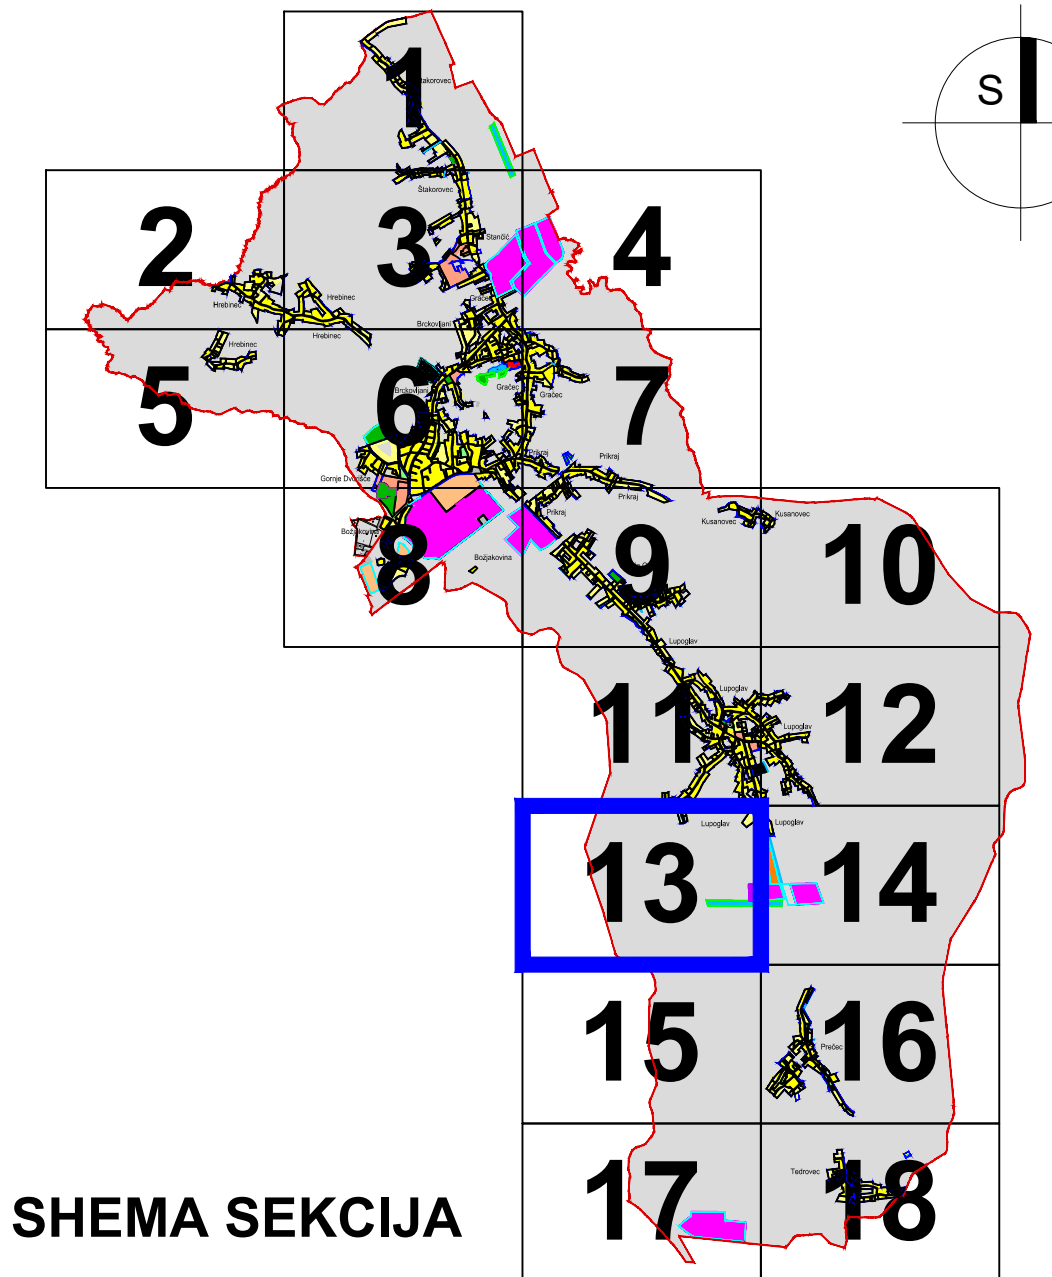 1
Štakorovec
S
Štakorovec
2
3
4
Stančić
Hrebinec
Hrebinec
Gračec
Brckovljani
Hrebinec
Hrebinec
5
6
7
Brckovljani
Gračec
Gračec
Prikraj
Prikraj
Gornje Dvorišće
Prikraj
Prikraj
Kusanovec
Kusanovec
Božjakovina
8
Božjakovina
9
10
Lupoglav
Lupoglav
11
12
Lupoglav
Lupoglav
Lupoglav
13
14
15
16
Prečec
Tedrovec
17
18
SHEMA SEKCIJA